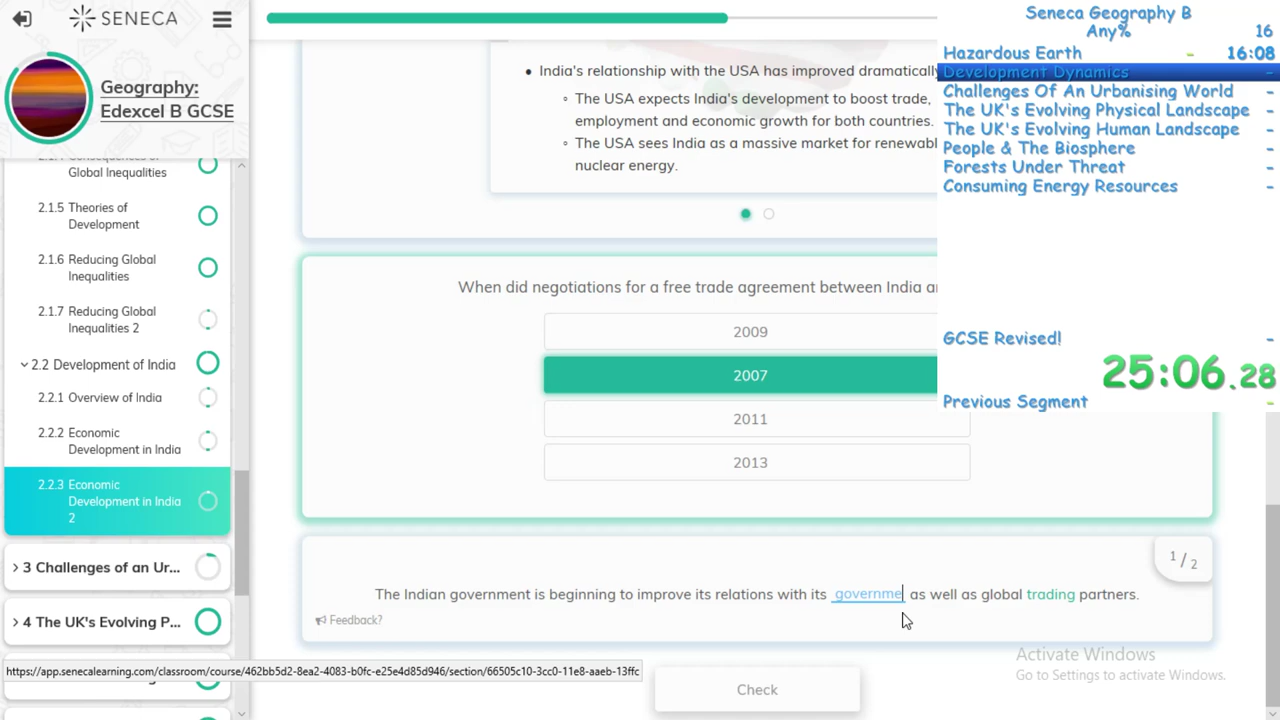 SENECA
Geography:
Edexcel B GCSE
Global Inequalities
2.1.5 Theories of
Development
2.1.6 Reducing Global
Inequalities
2.1.7 Reducing Global
Inequalities 2
2.2 Development of India
2.2.1 Overview of India
2.2.2 Economic
Development in India
2.2.3 Economic
Development in India
2
3 Challenges of an Ur...
4 The UK's Evolving P...
India's relationship with the USA has improved dramatically
The USA expects India's development to boost trade,
employment and economic growth for both countries.
The USA sees India as a massive market for renewabl
nuclear energy.
When did negotiations for a free trade agreement between India ar
2009
2007
2011
2013
1/2
The Indian government is beginning to improve its relations with its governme as well as global trading partners.
Feedback?
Check
https://app.senecalearning.com/classroom/course/462bb5d2-8ea2-4083-b0fc-e25e4d85d946/section/66505c10-3cc0-11e8-aaeb-13ffc
Activate Windows
Go to Settings to activate Windows.
Seneca Geography B
Any% 16
Hazardous Earth - 16:08
Development Dynamics -
Challenges Of An Urbanising World -
The UK's Evolving Physical Landscape -
The UK's Evolving Human Landscape -
People & The Biosphere -
Forests Under Threat -
Consuming Energy Resources -
GCSE Revised! -
25:06.28
Previous Segment -